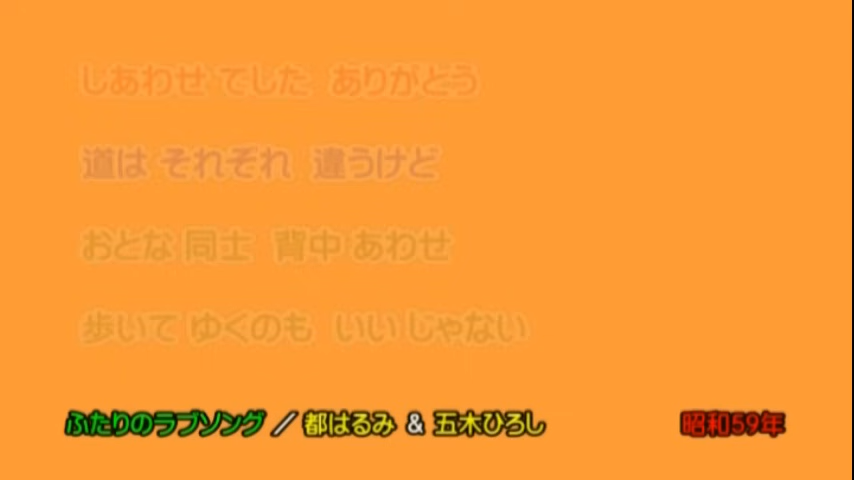 しあわせ でした ありがとう
道は それぞれ 違うけど
おとな 同士 背中 あわせ
歩いて ゆくのも いい じゃない
ふたりのラブソング / 都はるみ & 五木ひろし 昭和59年